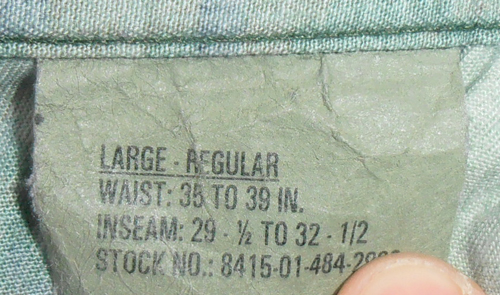 LARGE - REGULAR
WAIST: 35 TO 39 IN.
INSEAM: 29 - ½ TO 32 - 1/2
STOCK NO.: 8415-01-484-